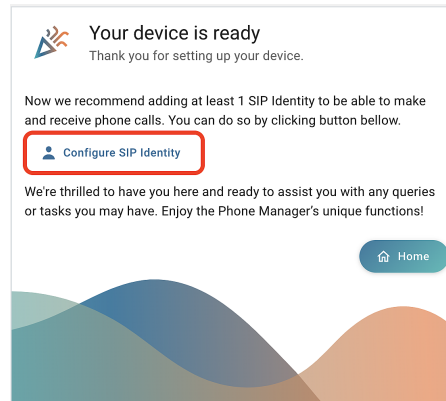 Your device is ready
Thank you for setting up your device.
Now we recommend adding at least 1 SIP Identity to be able to make
and receive phone calls. You can do so by clicking button bellow.
Configure SIP Identity
We're thrilled to have you here and ready to assist you with any queries
or tasks you may have. Enjoy the Phone Manager's unique functions!
Home